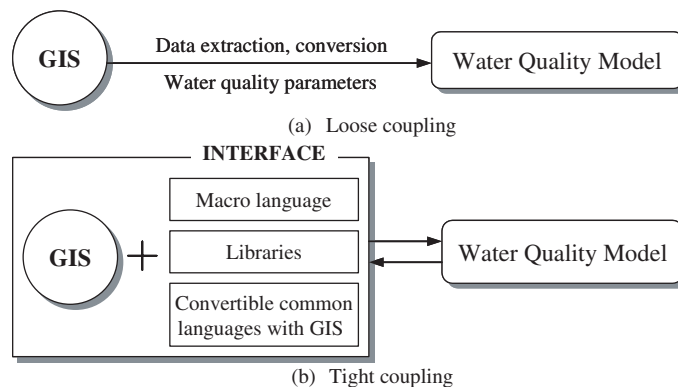 GIS
Data extraction, conversion
Water quality parameters
Water Quality Model
(a) Loose coupling
INTERFACE
GIS
+
Macro language
Libraries
Convertible common
languages with GIS
Water Quality Model
(b) Tight coupling